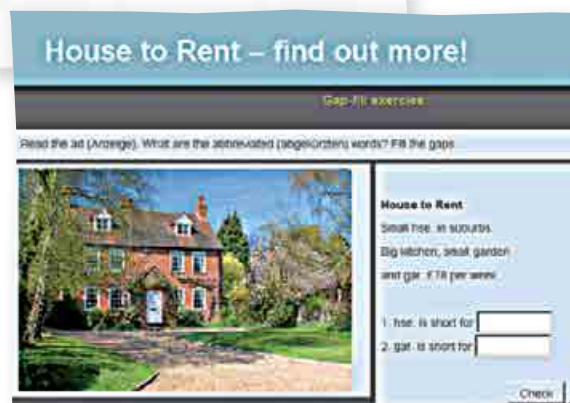 House to Rent – find out more!
Gap-fill exercise
Read the ad (Anzeige). What are the abbreviated (abgekürzten) words? Fill the gaps.
House to Rent
Small hse. in suburbs.
Big kitchen, small garden
and gar. £78 per week
1. hse. is short for
2. gar. is short for
Check